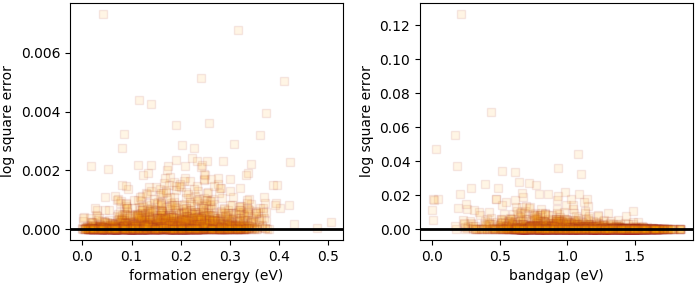 log square error
0.006
0.004
0.002
0.000
0.0 0.1 0.2 0.3 0.4 0.5
formation energy (eV)
log square error
0.12
0.10
0.08
0.06
0.04
0.02
0.00
0.0 0.5 1.0 1.5
bandgap (eV)